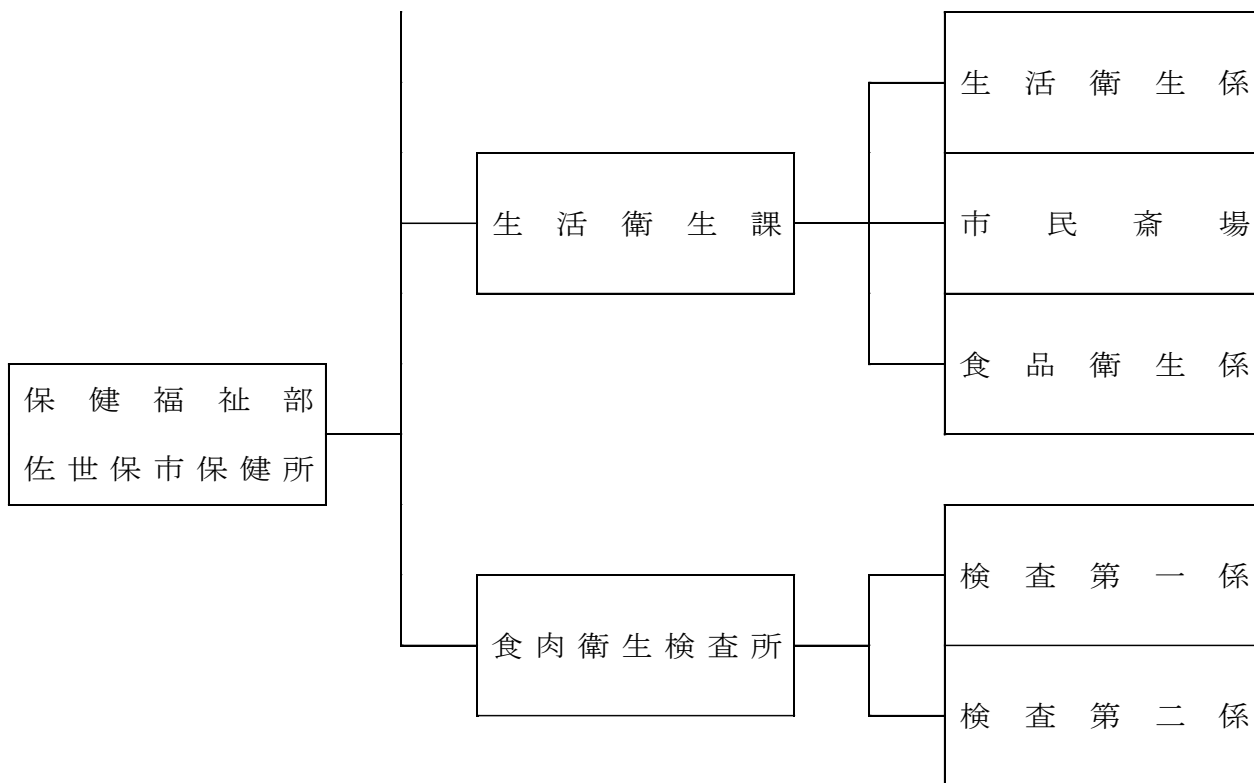 生活衛生係
生活衛生課
市民斎場
食品衛生係
保健福祉部
佐世保市保健所
検査第一係
食肉衛生検査所
検査第二係